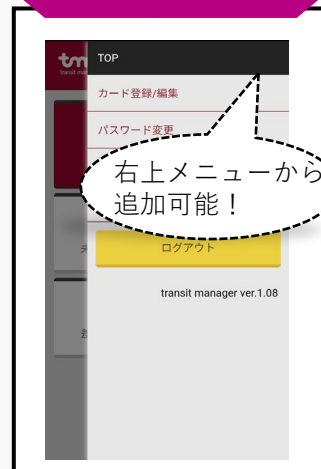 tm
transit ma
TOP
カード登録/編集
パスワード変更
右上メニューから
追加可能！
ログアウト
transit manager ver.1.08